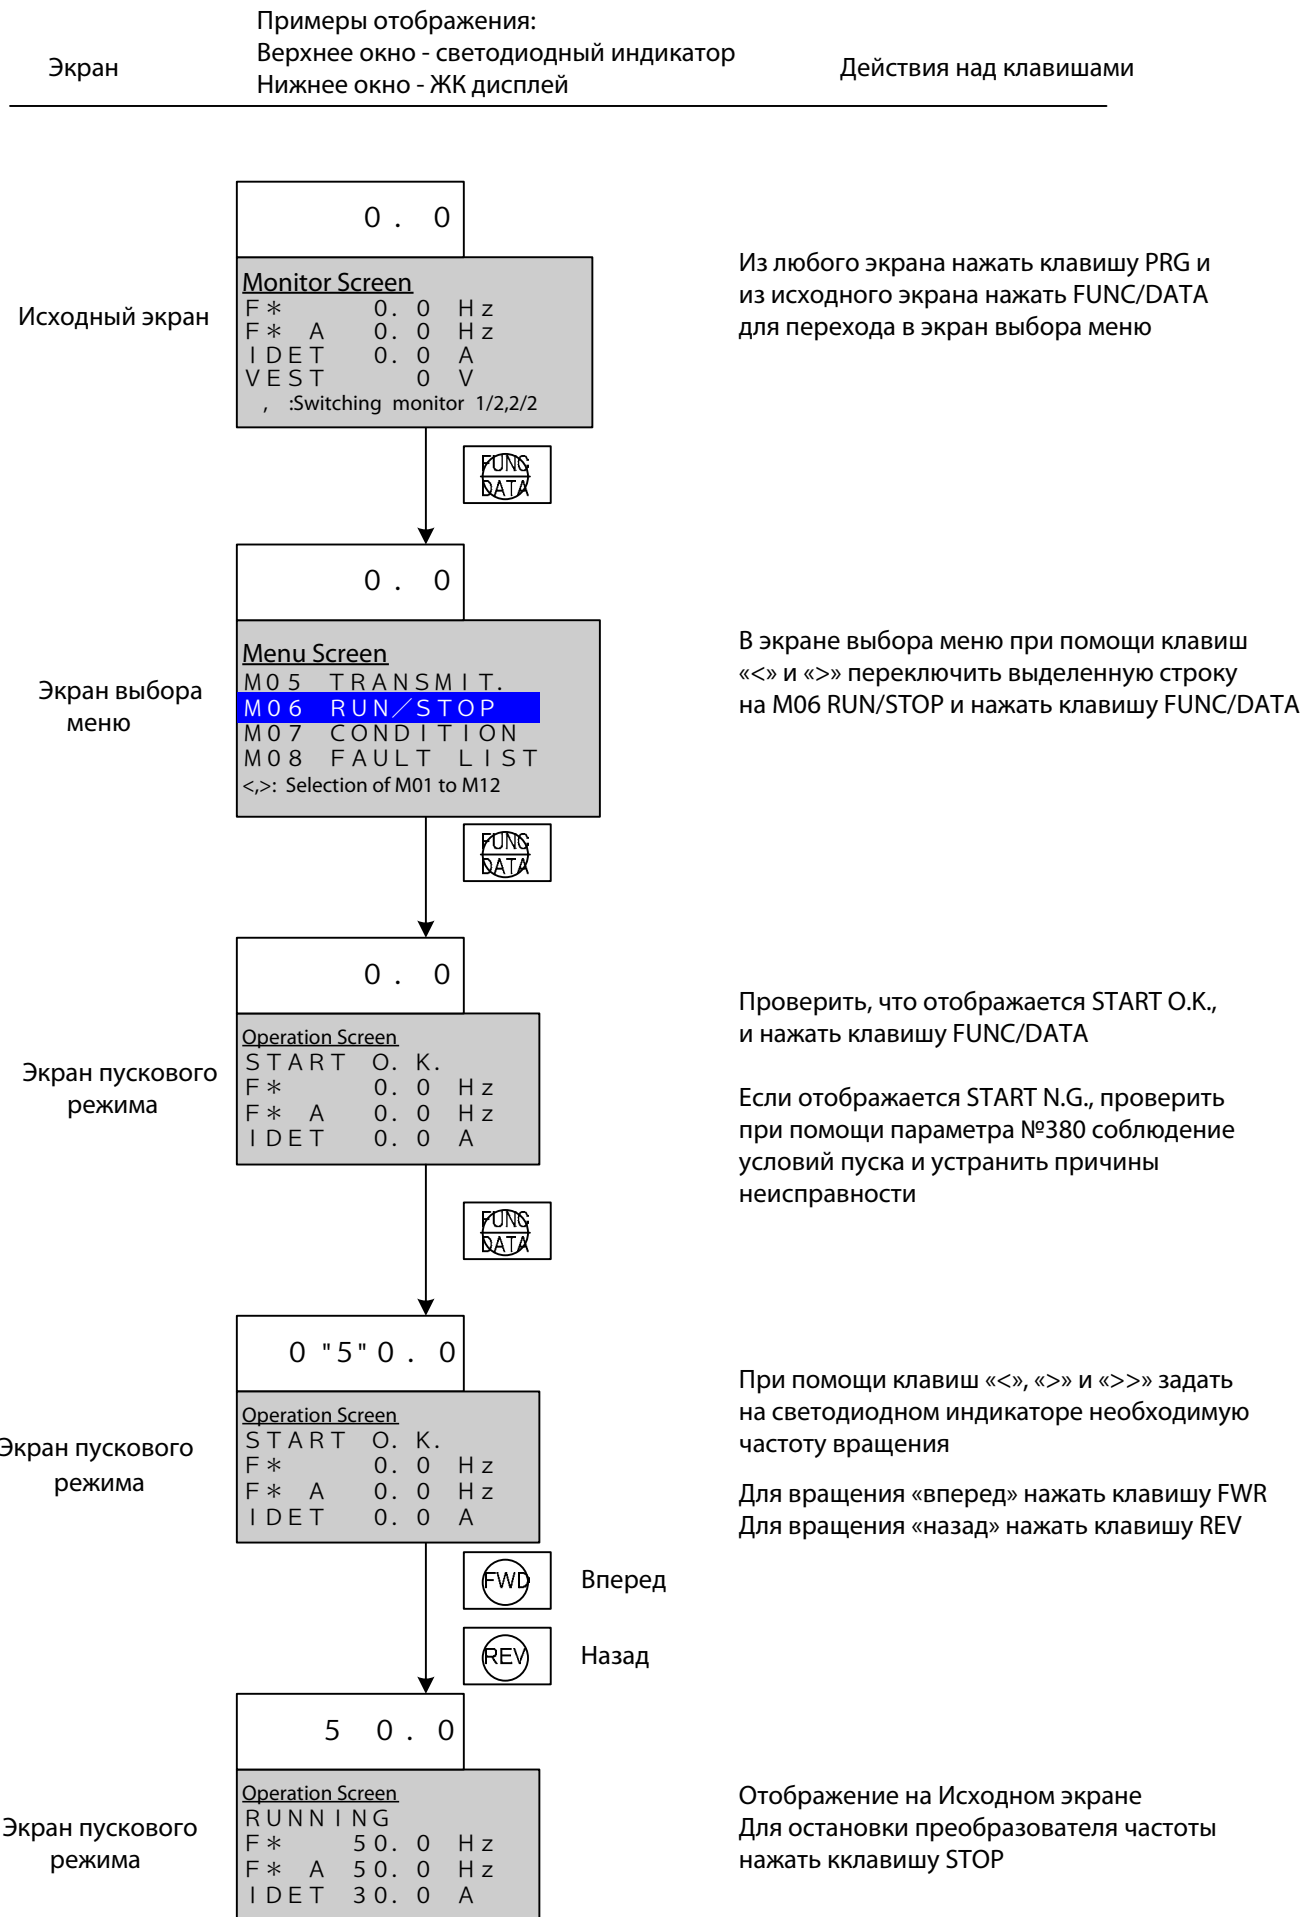 Экран
Примеры отображения:
Верхнее окно - светодиодный индикатор
Нижнее окно - ЖК дисплей
Действия над клавишами
Исходный экран
0. 0
Monitor Screen
F* 0. 0 Hz
F* A 0. 0 Hz
IDET 0. 0 A
VEST 0 V
, :Switching monitor 1/2,2/2
Из любого экрана нажать клавишу PRG и
из исходного экрана нажать FUNC/DATA
для перехода в экран выбора меню
FUNC
DATA
Экран выбора
меню
0. 0
Menu Screen
M05 TRANSMIT.
M06 RUN/STOP
M07 CONDITION
M08 FAULT LIST
<,>: Selection of M01 to M12
В экране выбора меню при помощи клавиш
«<» и «>» переключить выделенную строку
на M06 RUN/STOP и нажать клавишу FUNC/DATA
FUNC
DATA
Экран пускового
режима
0. 0
Operation Screen
START O. K.
F* 0. 0 Hz
F* A 0. 0 Hz
IDET 0. 0 A
Проверить, что отображается START O.K.,
и нажать клавишу FUNC/DATA
Если отображается START N.G., проверить
при помощи параметра №380 соблюдение
условий пуска и устранить причины
неисправности
FUNC
DATA
Экран пускового
режима
0 "5" 0. 0
Operation Screen
START O. K.
F* 0. 0 Hz
F* A 0. 0 Hz
IDET 0. 0 A
При помощи клавиш «<», «>» и «>>» задать
на светодиодном индикаторе необходимую
частоту вращения
Для вращения «вперед» нажать клавишу FWR
Для вращения «назад» нажать клавишу REV
FWD
Вперед
REV
Назад
Экран пускового
режима
5 0. 0
Operation Screen
RUNNING
F* 50. 0 Hz
F* A 50. 0 Hz
IDET 30. 0 A
Отображение на Исходном экране
Для остановки преобразователя частоты
нажать кклавишу STOP